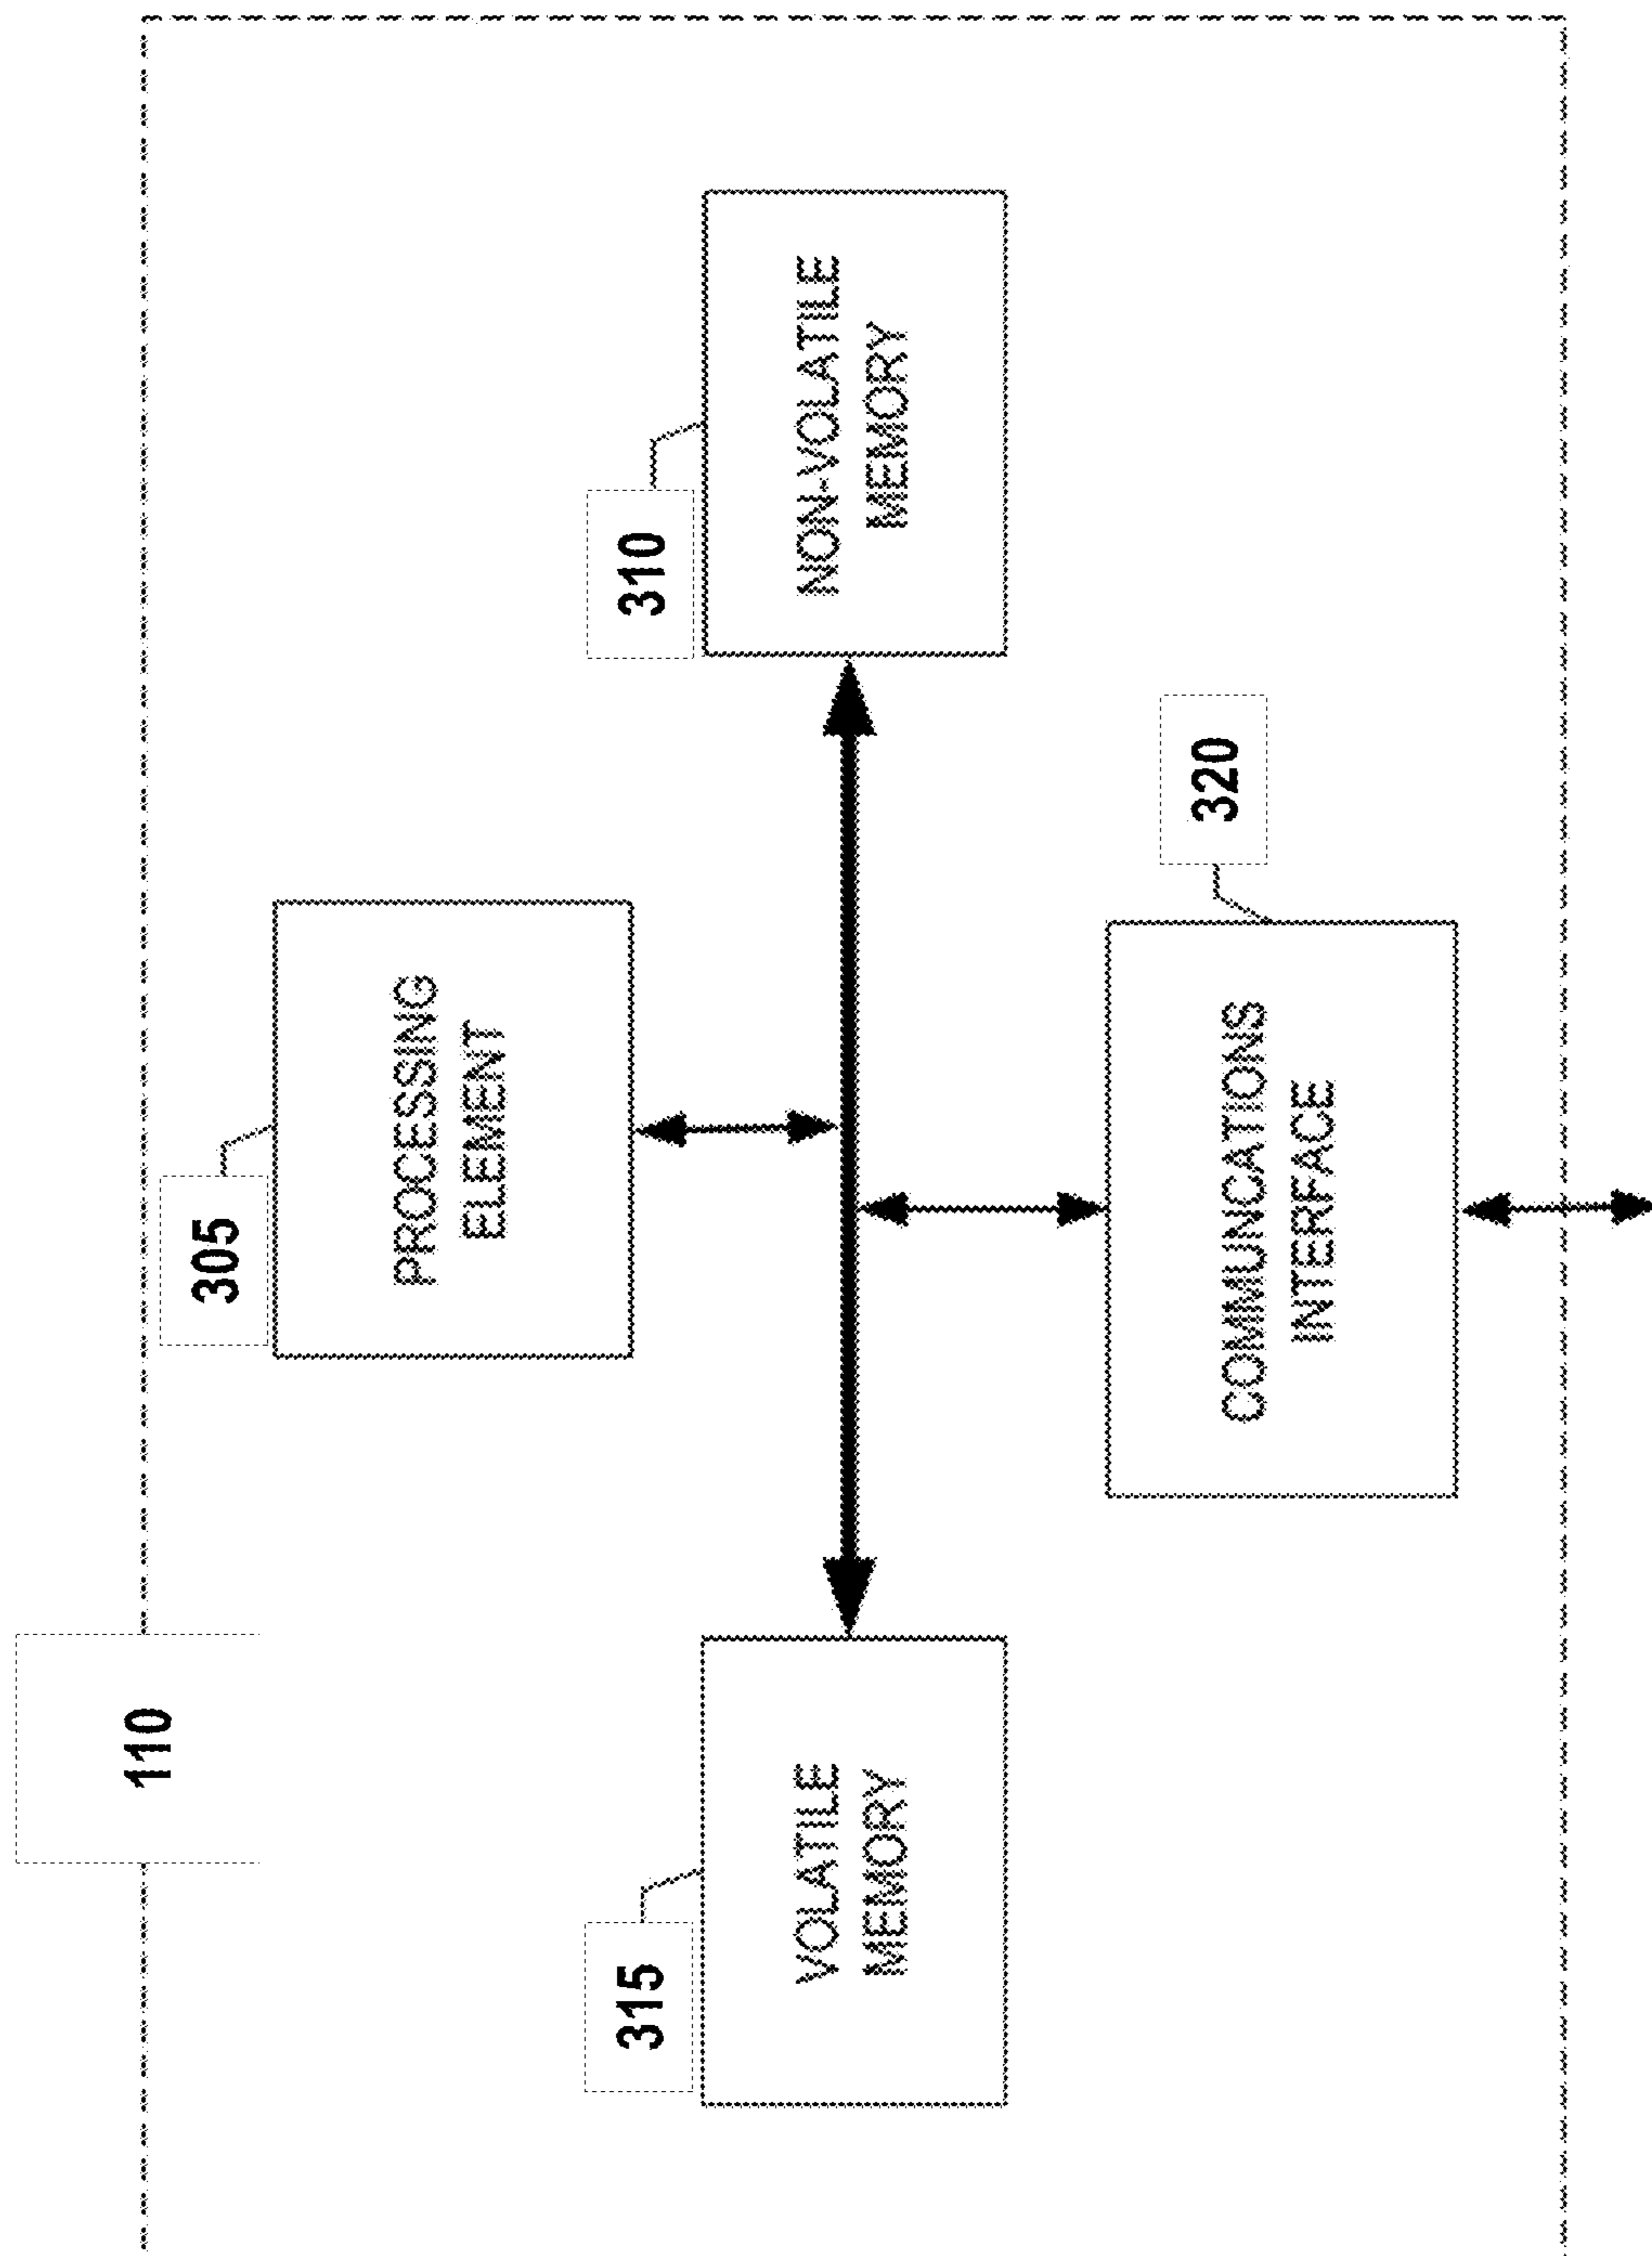 110
305
PROCESSING
ELEMENT
315
VOLATILE
MEMORY
310
NON-VOLATILE
MEMORY
320
COMMUNCATIONS
INTERFACE